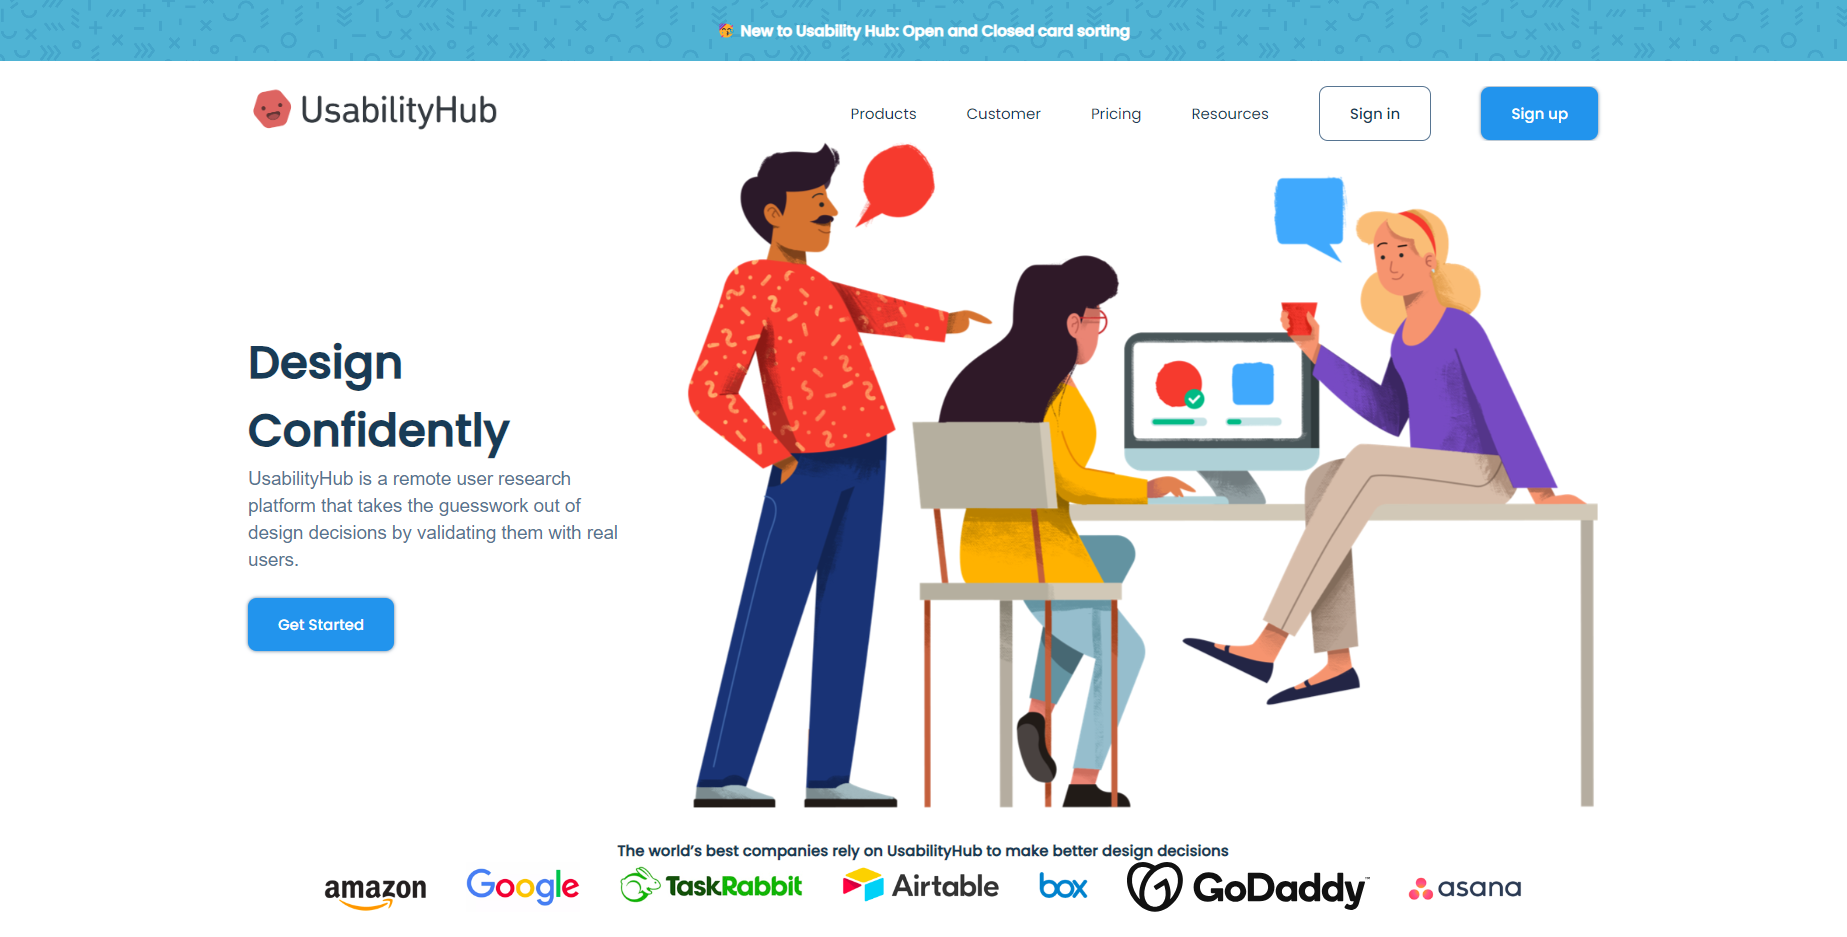 🥳 New to Usability Hub: Open and Closed card sorting
UsabilityHub
Products
Customer
Pricing
Resources
Sign in
Sign up
Design
Confidently
UsabilityHub is a remote user research
platform that takes the guesswork out of
design decisions by validating them with real
users.
Get Started
The world’s best companies rely on UsabilityHub to make better design decisions
amazon
Google
TaskRabbit
Airtable
box
GoDaddy™
asana